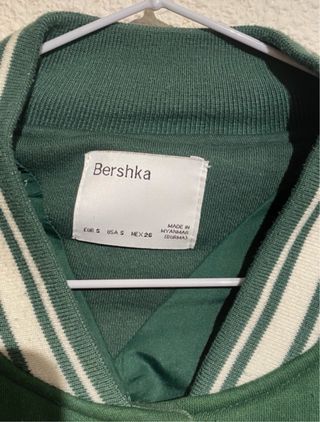 Bershka
EUR S USA S MEX 26
MADE IN
MYANMAR
(BURMA)